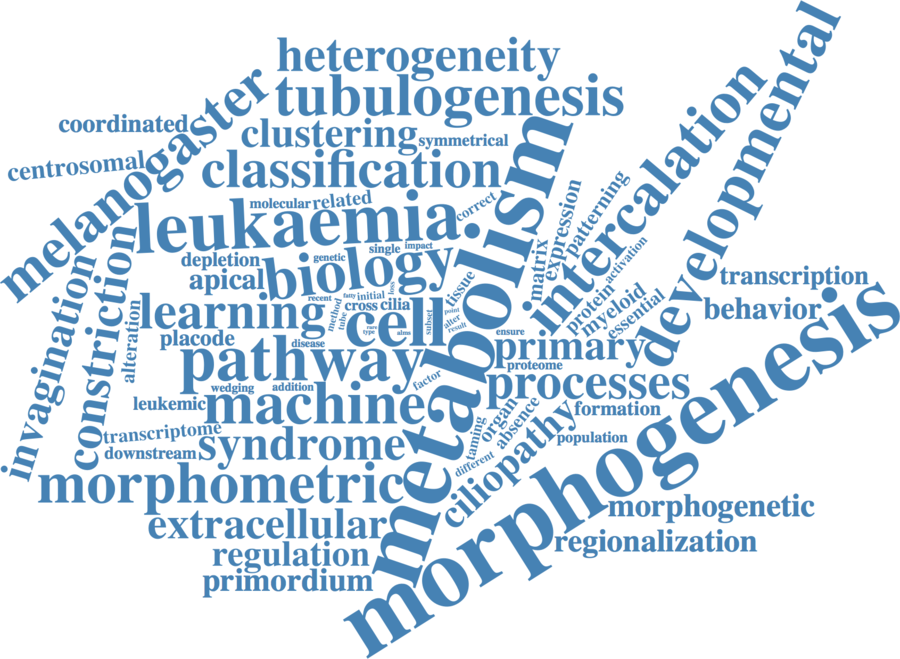 heterogeneity
tubulogenesis
developmental
melanogaster
coordinated
clustering
symmetrical
intercalation
centrosomal
classification
metabolism
molecular
related
correct
leukaemia.
expression
patterning
matrix
depletion
genetic
single
impact
biology
apical
tissue
activation
transcription
behavior
invagination
constriction
alteration
learning
recent
fatty
initial
loss
cross
cilia
method
tube
cell
rare
type
alms
subset
point
alter
result
protein
myeloid
essential
ensure
placode
disease
primary
proteome
pathway
factor
processes
wedging
addition
leukemic
machine
organ
formation
morphogenesis
transcriptome
downstream
syndrome
taming
absence
population
different
ciliopathy
morphometric
extracellular
morphogenetic
regionalization
regulation
primordium